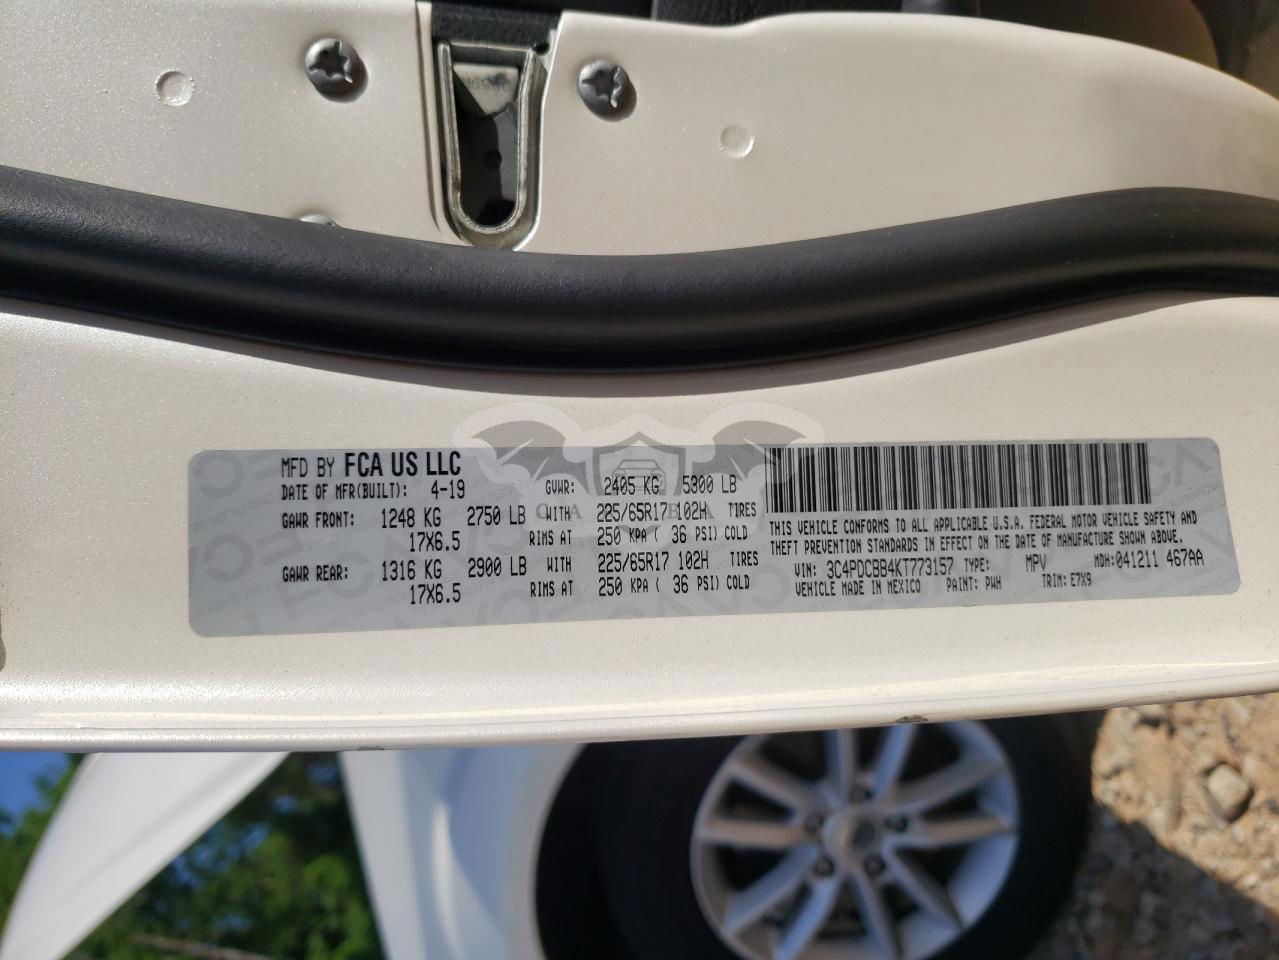 MFD BY FCA US LLC
DATE OF MFR(BUILT): 4-19 GVWR: 2405 KG 5300 LB
GAWR FRONT: 1248 KG 2750 LB WITH 225/65R17 102H TIRES
17X6.5 RIMS AT 250 KPA ( 36 PSI) COLD
GAWR REAR: 1316 KG 2900 LB WITH 225/65R17 102H TIRES
17X6.5 RIMS AT 250 KPA ( 36 PSI) COLD
THIS VEHICLE CONFORMS TO ALL APPLICABLE U.S.A. FEDERAL MOTOR VEHICLE SAFETY AND
THEFT PREVENTION STANDARDS IN EFFECT ON THE DATE OF MANUFACTURE SHOWN ABOVE.
VIN: 3C4PDCBB4KT773157 TYPE: MPV MDH:041211 467AA
VEHICLE MADE IN MEXICO PAINT: PWH TRIM: E7X9